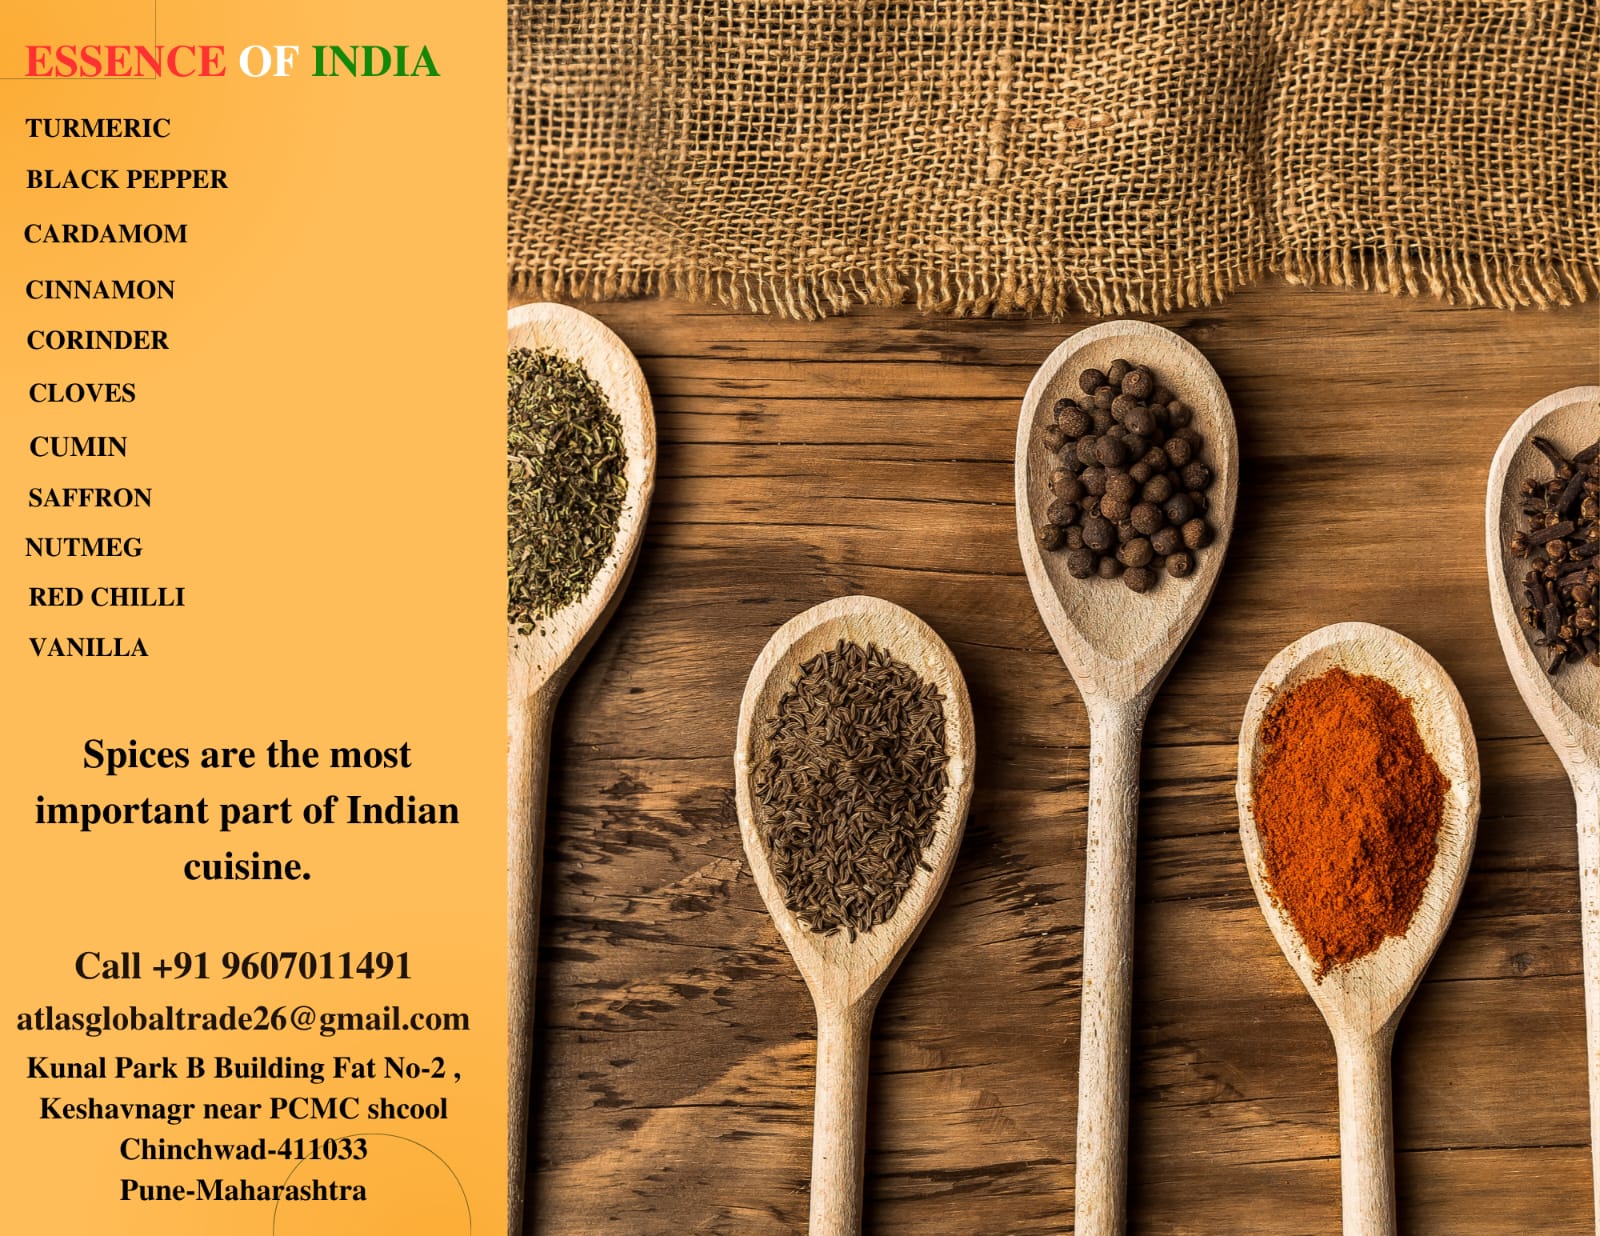 ESSENCE OF INDIA
TURMERIC
BLACK PEPPER
CARDAMOM
CINNAMON
CORINDER
CLOVES
CUMIN
SAFFRON
NUTMEG
RED CHILLI
VANILLA
Spices are the most
important part of Indian
cuisine.
Call +91 9607011491
atlasglobaltrade26@gmail.com
Kunal Park B Building Fat No-2 ,
Keshavnagr near PCMC shcool
Chinchwad-411033
Pune-Maharashtra